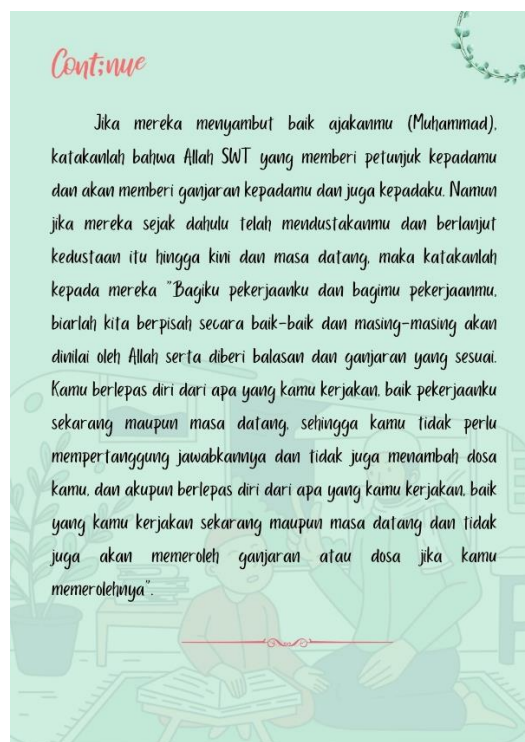 Cont;nue
Jika mereka menyambut baik ajakanmu (Muhammad),
katakanlah bahwa Allah SWT yang memberi petunjuk kepadamu
dan akan memberi ganjaran kepadamu dan juga kepadaku. Namun
jika mereka sejak dahulu telah mendustakanmu dan berlanjut
kedustaan itu hingga kini dan masa datang, maka katakanlah
kepada mereka "Bagiku pekerjaanku dan bagimu pekerjaanmu,
biarlah kita berpisah secara baik-baik dan masing-masing akan
dinilai oleh Allah serta diberi balasan dan ganjaran yang sesuai.
Kamu berlepas diri dari apa yang kamu kerjakan, baik pekerjaanku
sekarang maupun masa datang, sehingga kamu tidak perlu
mempertanggung jawabkannya dan tidak juga menambah dosa
kamu, dan akupun berlepas diri dari apa yang kamu kerjakan, baik
yang kamu kerjakan sekarang maupun masa datang dan tidak
juga akan memeroleh ganjaran atau dosa jika kamu
memerolehnya".